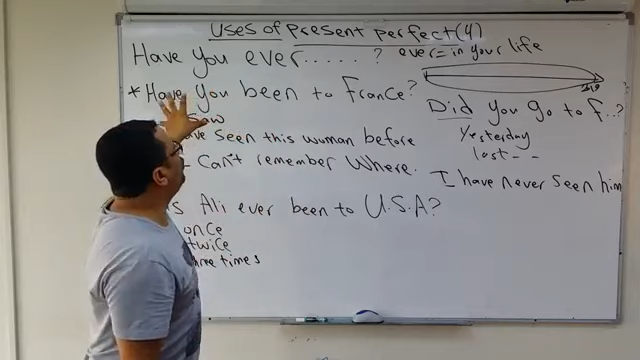 Uses of present perfect (4)
Have you ever..... ?
ever = in your life
* Have you been to France?
Did you go to f..?
saw
Yesterday
have seen this woman before
last - - -
Can't remember where.
I have never seen him
Ali ever been to U.S.A?
once
twice
three times